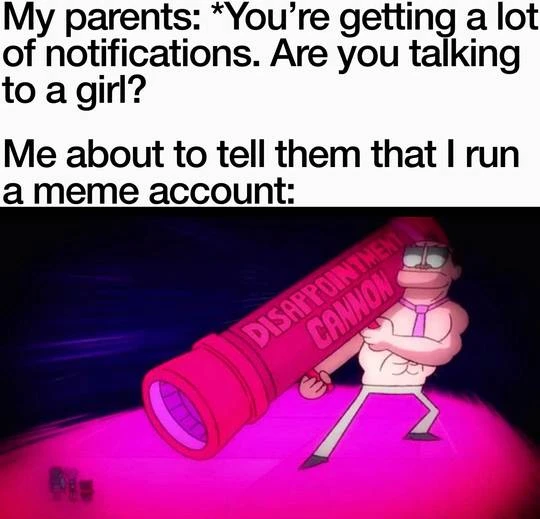 My parents: *You’re getting a lot
of notifications. Are you talking
to a girl?
Me about to tell them that I run
a meme account:
DISAPPOINTMENT
CANNON